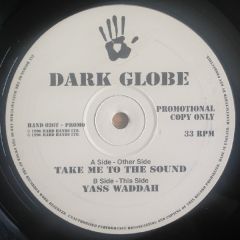 DARK GLOBE
HAND 026T - PROMO
℗ 1996 HARD HANDS LTD.
© 1996 HARD HANDS LTD.
PROMOTIONAL
COPY ONLY
33 RPM
A Side - Other Side
TAKE ME TO THE SOUND
B Side - This Side
YASS WADDAH